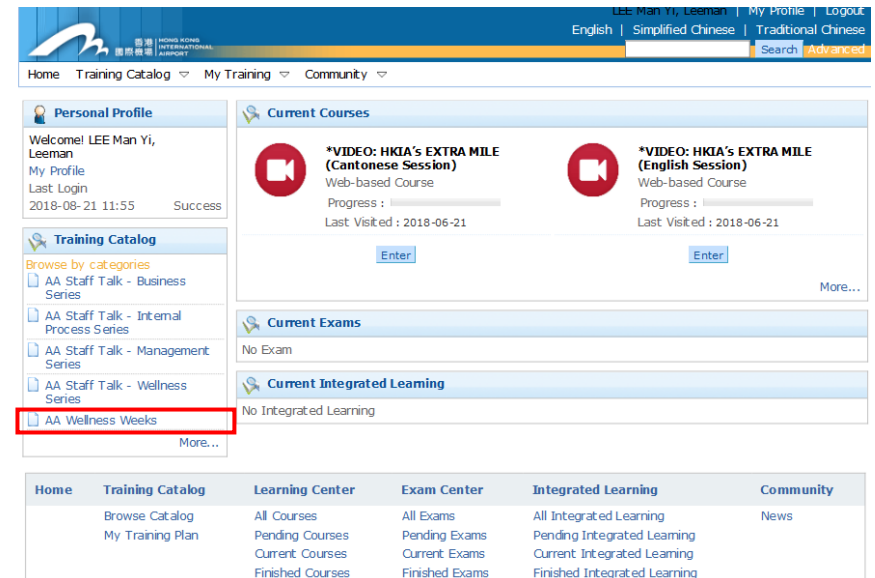 LEE Man Yi, Leeman | My Profile | Logout
English | Simplified Chinese | Traditional Chinese
香港 國際機場 HONG KONG INTERNATIONAL AIRPORT
Search Advanced
Home Training Catalog My Training Community
Personal Profile
Welcome! LEE Man Yi,
Leeman
My Profile
Last Login
2018-08-21 11:55 Success
Training Catalog
Browse by categories
AA Staff Talk - Business
Series
AA Staff Talk - Internal
Process Series
AA Staff Talk - Management
Series
AA Staff Talk - Wellness
Series
AA Wellness Weeks
More...
Current Courses
*VIDEO: HKIA's EXTRA MILE
(Cantonese Session)
Web-based Course
Progress :
Last Visited : 2018-06-21
Enter
*VIDEO: HKIA's EXTRA MILE
(English Session)
Web-based Course
Progress :
Last Visited : 2018-06-21
Enter
More...
Current Exams
No Exam
Current Integrated Learning
No Integrated Learning
Home Training Catalog Learning Center Exam Center Integrated Learning Community
Browse Catalog All Courses All Exams All Integrated Learning News
My Training Plan Pending Courses Pending Exams Pending Integrated Learning
Current Courses Current Exams Current Integrated Learning
Finished Courses Finished Exams Finished Integrated Learning